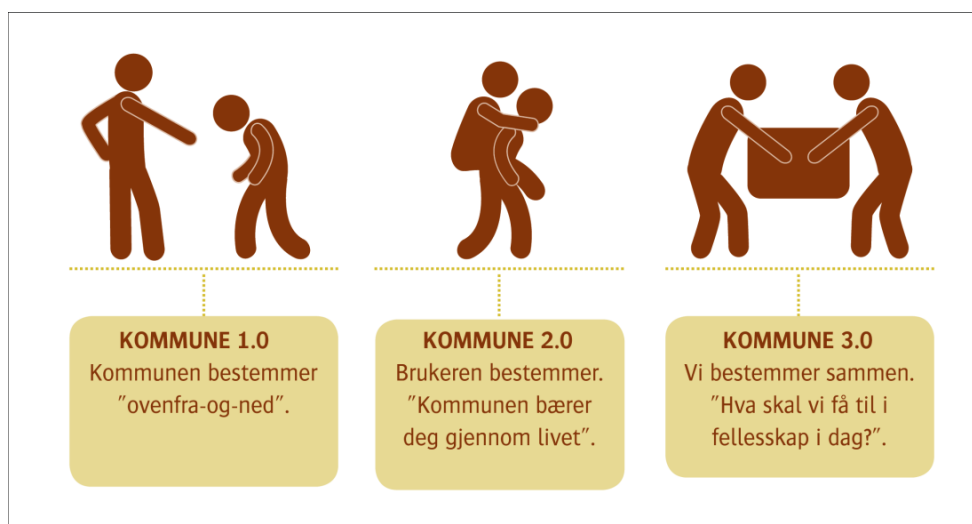 KOMMUNE 1.0
Kommunen bestemmer
″ovenfra-og-ned″.
KOMMUNE 2.0
Brukeren bestemmer.
″Kommunen bærer
deg gjennom livet″.
KOMMUNE 3.0
Vi bestemmer sammen.
″Hva skal vi få til i
fellesskap i dag?″.